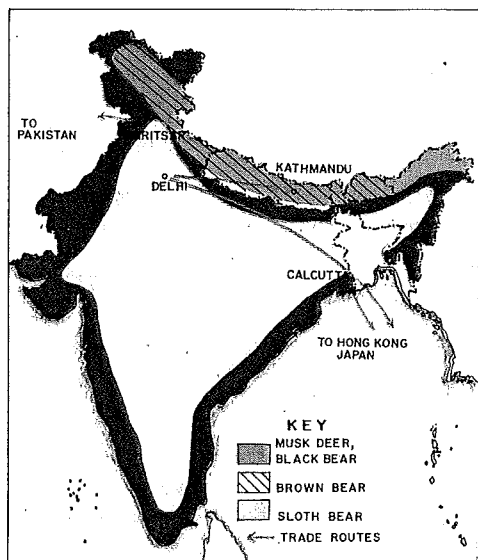 TO
PAKISTAN
RITSAR
KATHMANDU
DELHI
CALCUTT
TO HONG KONG
JAPAN
KEY
MUSK DEER,
BLACK BEAR
BROWN BEAR
SLOTH BEAR
TRADE ROUTES